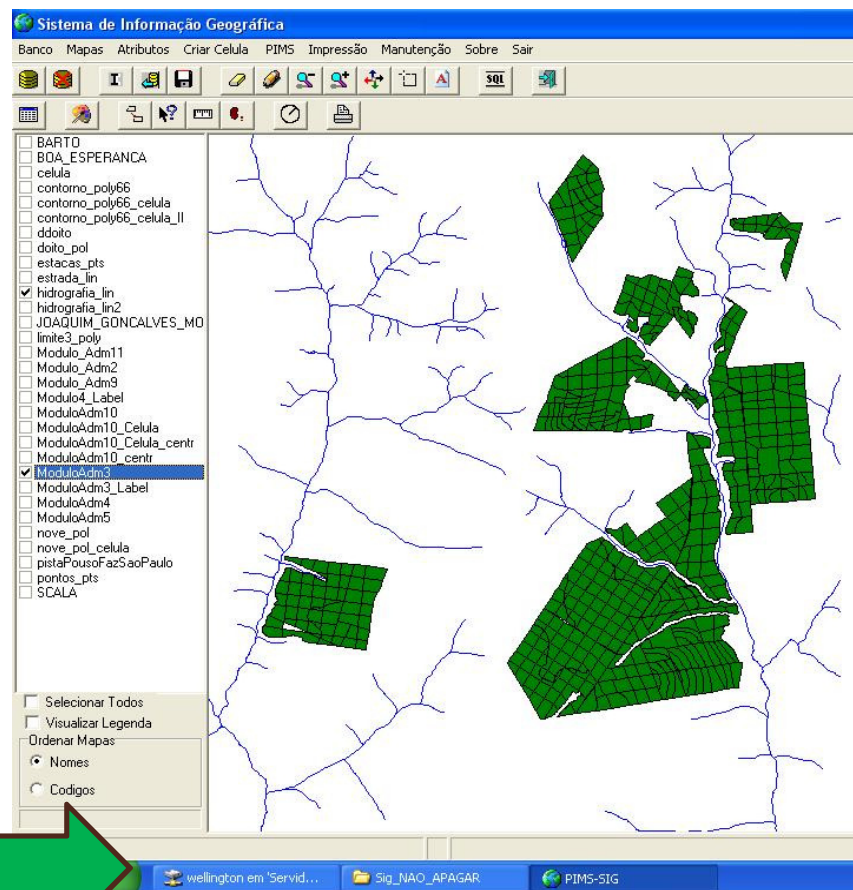 Sistema de Informação Geográfica
Banco Mapas Atributos Criar Celula PIMS Impressão Manutenção Sobre Sair
SQL
BARTO
BOA_ESPERANCA
celula
contorno_poly66
contorno_poly66_celula
contorno_poly66_celula_II
ddoito
doito_pol
estacas_pts
estrada_lin
hidrografia_lin
hidrografia_lin2
JOAQUIM_GONCALVES_MO
limite3_poly
Modulo_Adm11
Modulo_Adm2
Modulo_Adm9
Modulo4_Label
ModuloAdm10
ModuloAdm10_Celula
ModuloAdm10_Celula_centr
ModuloAdm10_centr
ModuloAdm3
ModuloAdm3_Label
ModuloAdm4
ModuloAdm5
nove_pol
nove_pol_celula
pistaPousoFazSaoPaulo
pontos_pts
SCALA
Selecionar Todos
Visualizar Legenda
Ordenar Mapas
Nomes
Codigos
wellington em 'Servid... Sig_NAO_APAGAR PIMS-SIG